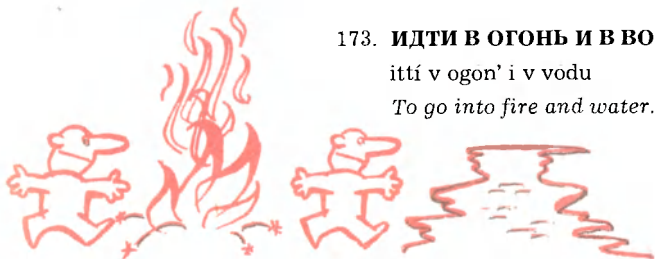 173. ИДТИ В ОГОНЬ И В ВО
ittí v ogon' i v vodu
To go into fire and water.